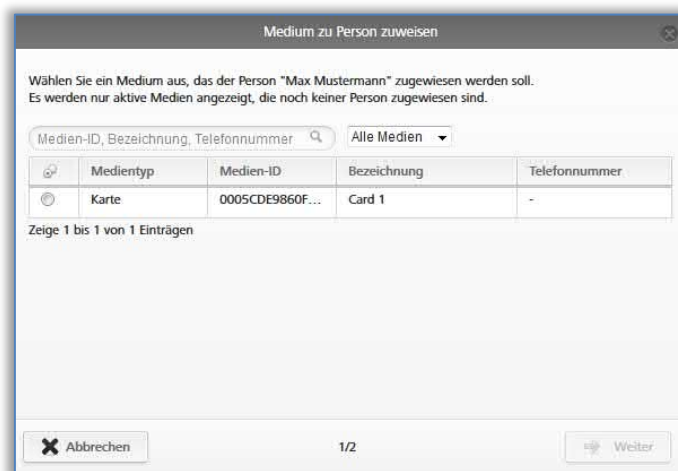 Medium zu Person zuweisen
Wählen Sie ein Medium aus, das der Person "Max Mustermann" zugewiesen werden soll.
Es werden nur aktive Medien angezeigt, die noch keiner Person zugewiesen sind.
Medien-ID, Bezeichnung, Telefonnummer Alle Medien
Medientyp Medien-ID Bezeichnung Telefonnummer
Karte 0005CDE9860F... Card 1 -
Zeige 1 bis 1 von 1 Einträgen
Abbrechen 1/2 Weiter